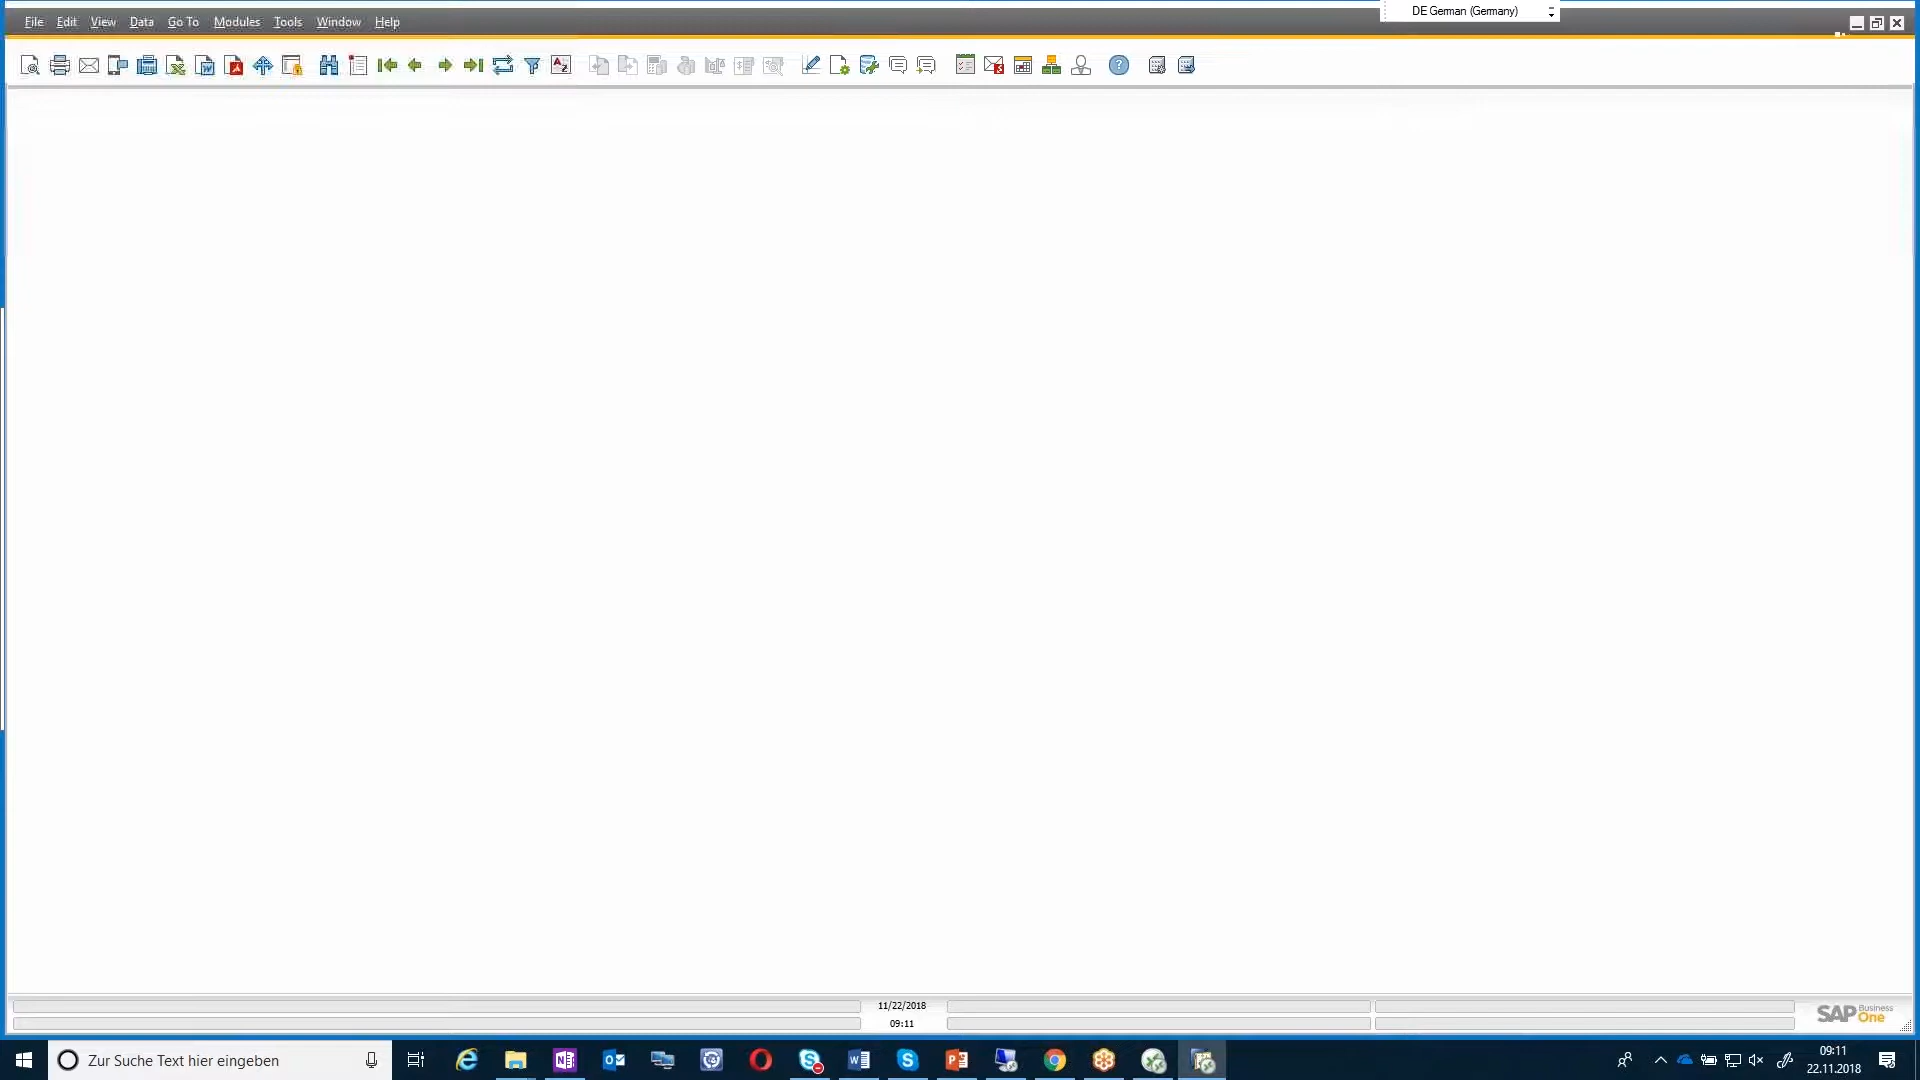 DE German (Germany)
File Edit View Data Go To Modules Tools Window Help
11/22/2018
09:11
SAP Business One
Zur Suche Text hier eingeben
09:11
22.11.2018